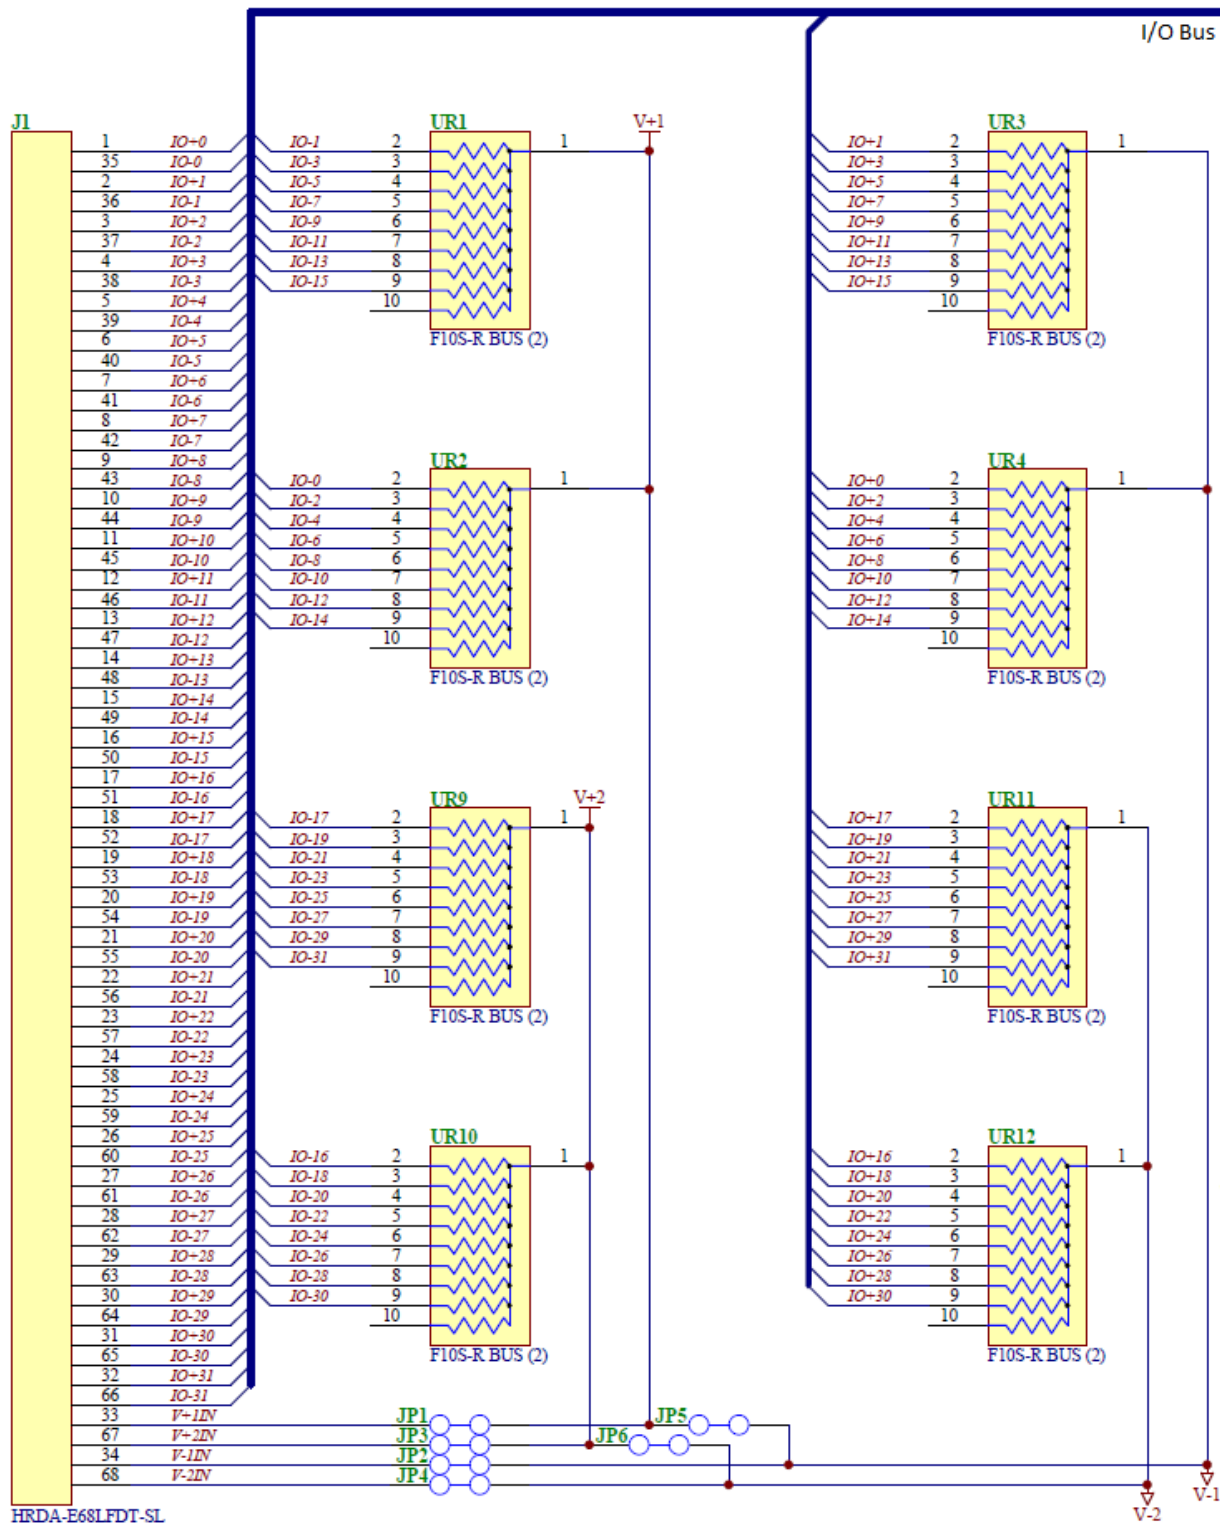 I/O Bus
J1
1 IO+0
35 IO-0
2 IO+1
36 IO-1
3 IO+2
37 IO-2
4 IO+3
38 IO-3
5 IO+4
39 IO-4
6 IO+5
40 IO-5
7 IO+6
41 IO-6
8 IO+7
42 IO-7
9 IO+8
43 IO-8
10 IO+9
44 IO-9
11 IO+10
45 IO-10
12 IO+11
46 IO-11
13 IO+12
47 IO-12
14 IO+13
48 IO-13
15 IO+14
49 IO-14
16 IO+15
50 IO-15
17 IO+16
51 IO-16
18 IO+17
52 IO-17
19 IO+18
53 IO-18
20 IO+19
54 IO-19
21 IO+20
55 IO-20
22 IO+21
56 IO-21
23 IO+22
57 IO-22
24 IO+23
58 IO-23
25 IO+24
59 IO-24
26 IO+25
60 IO-25
27 IO+26
61 IO-26
28 IO+27
62 IO-27
29 IO+28
63 IO-28
30 IO+29
64 IO-29
31 IO+30
65 IO-30
32 IO+31
66 IO-31
33 V+1IN
67 V+2IN
34 V-1IN
68 V-2IN
HRDA-E68LFDT-SL
UR1
IO-1 2 1
IO-3 3
IO-5 4
IO-7 5
IO-9 6
IO-11 7
IO-13 8
IO-15 9
10
F10S-R BUS (2)
V+1
UR2
IO-0 2 1
IO-2 3
IO-4 4
IO-6 5
IO-8 6
IO-10 7
IO-12 8
IO-14 9
10
F10S-R BUS (2)
UR9
IO-17 2 1
IO-19 3
IO-21 4
IO-23 5
IO-25 6
IO-27 7
IO-29 8
IO-31 9
10
F10S-R BUS (2)
V+2
UR10
IO-16 2 1
IO-18 3
IO-20 4
IO-22 5
IO-24 6
IO-26 7
IO-28 8
IO-30 9
10
F10S-R BUS (2)
UR3
IO+1 2 1
IO+3 3
IO+5 4
IO+7 5
IO+9 6
IO+11 7
IO+13 8
IO+15 9
10
F10S-R BUS (2)
UR4
IO+0 2 1
IO+2 3
IO+4 4
IO+6 5
IO+8 6
IO+10 7
IO+12 8
IO+14 9
10
F10S-R BUS (2)
UR11
IO+17 2 1
IO+19 3
IO+21 4
IO+23 5
IO+25 6
IO+27 7
IO+29 8
IO+31 9
10
F10S-R BUS (2)
UR12
IO+16 2 1
IO+18 3
IO+20 4
IO+22 5
IO+24 6
IO+26 7
IO+28 8
IO+30 9
10
F10S-R BUS (2)
JP1 JP5
JP3 JP6
JP2
JP4
V-1
V-2